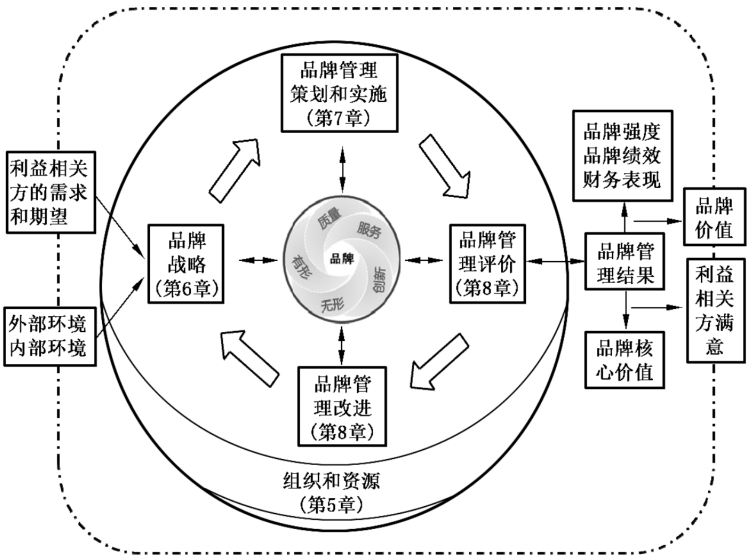 品牌管理
策划和实施
(第7章)
利益相关
方的需求
和期望
外部环境
内部环境
品牌
战略
(第6章)
质量
服务
创新
无形
有形
品牌
品牌管
理评价
(第8章)
品牌管
理改进
(第8章)
组织和资源
(第5章)
品牌强度
品牌绩效
财务表现
品牌
价值
品牌管
理结果
利益
相关
方满
意
品牌核
心价值